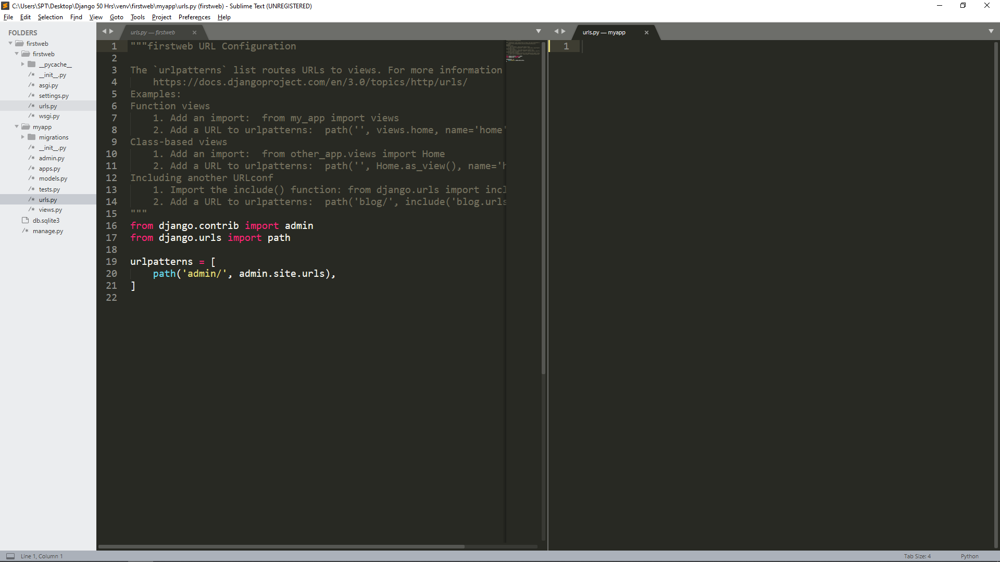 C:\Users\SPT\Desktop\Django 50 Hrs\venv\firstweb\myapp\urls.py (firstweb) - Sublime Text (UNREGISTERED)
File Edit Selection Find View Goto Tools Project Preferences Help
FOLDERS
firstweb
firstweb
__pycache__
/* __init__.py
/* asgi.py
/* settings.py
/* urls.py
/* wsgi.py
myapp
migrations
/* __init__.py
/* admin.py
/* apps.py
/* models.py
/* tests.py
/* urls.py
/* views.py
db.sqlite3
/* manage.py
urls.py — firstweb
1 """firstweb URL Configuration
2
3 The `urlpatterns` list routes URLs to views. For more information
4 https://docs.djangoproject.com/en/3.0/topics/http/urls/
5 Examples:
6 Function views
7 1. Add an import:  from my_app import views
8 2. Add a URL to urlpatterns:  path('', views.home, name='home'
9 Class-based views
10 1. Add an import:  from other_app.views import Home
11 2. Add a URL to urlpatterns:  path('', Home.as_view(), name='h
12 Including another URLconf
13 1. Import the include() function: from django.urls import incl
14 2. Add a URL to urlpatterns:  path('blog/', include('blog.urls
15 """
16 from django.contrib import admin
17 from django.urls import path
18
19 urlpatterns = [
20 path('admin/', admin.site.urls),
21 ]
22
urls.py — myapp
1
Line 1, Column 1
Tab Size: 4
Python